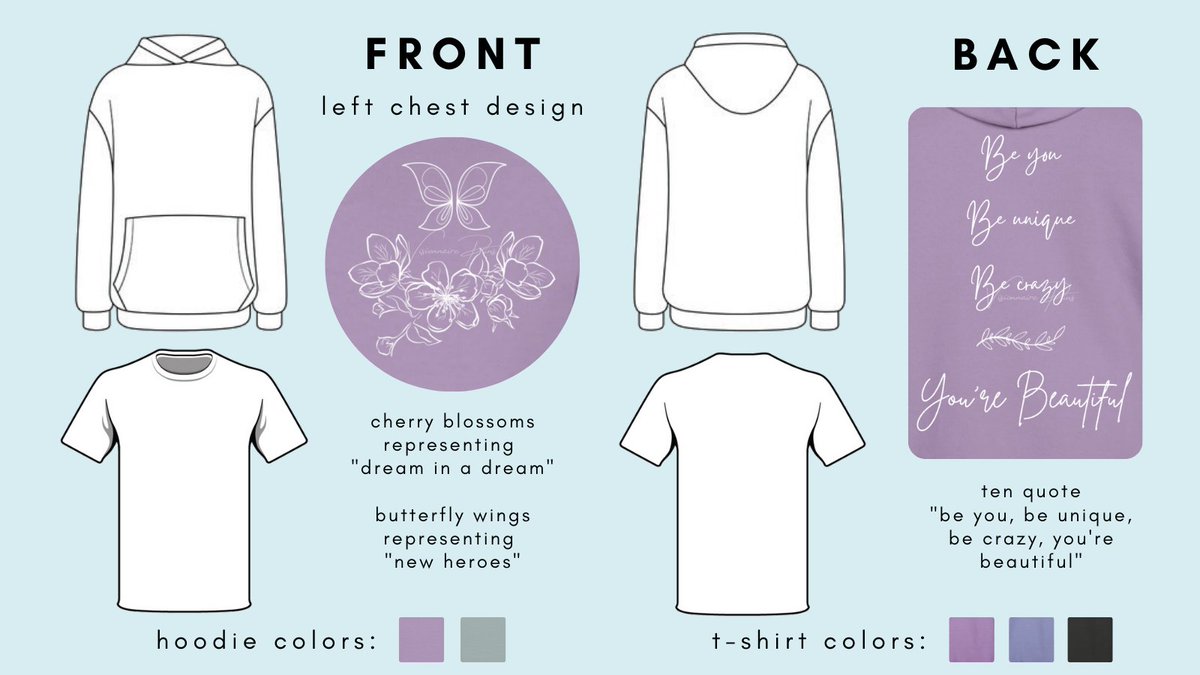 FRONT
left chest design
Visionnaire Prints
cherry blossoms
representing
"dream in a dream"
butterfly wings
representing
"new heroes"
hoodie colors:
BACK
Be you
Be unique
Be crazy
You're Beautiful
ten quote
"be you, be unique,
be crazy, you're
beautiful"
t-shirt colors: